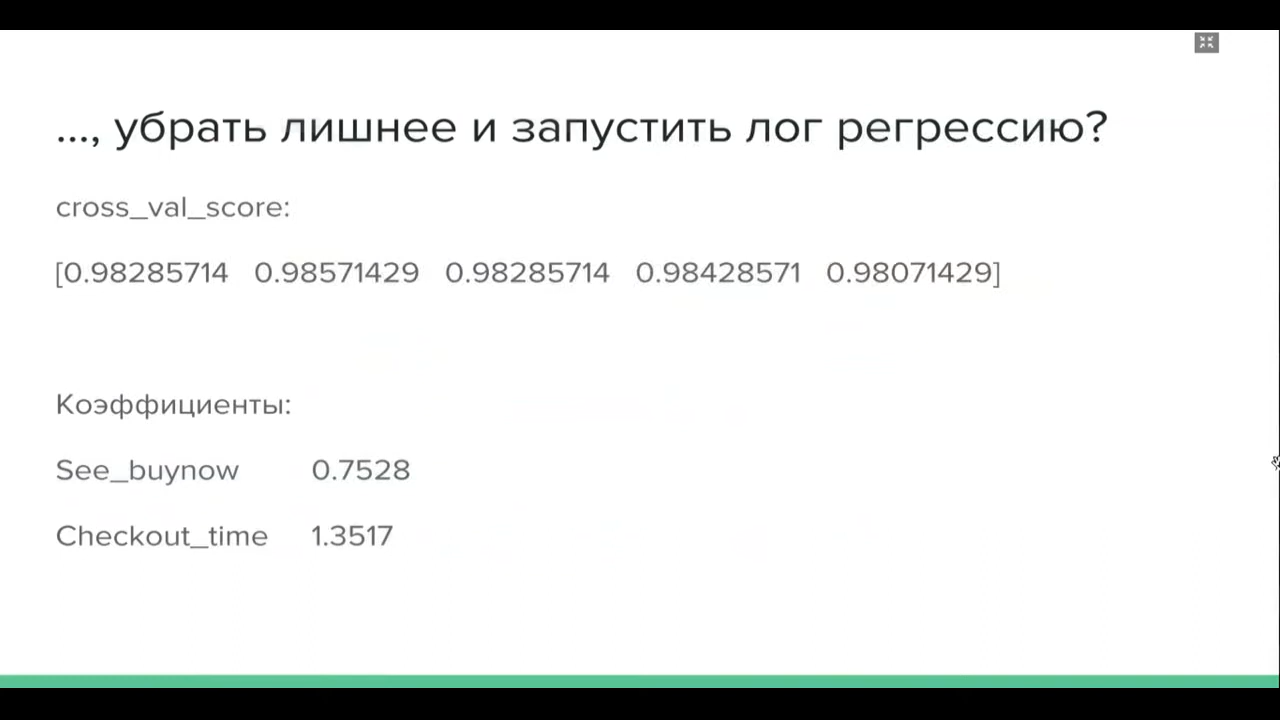 ..., убрать лишнее и запустить лог регрессию?
cross_val_score:
[0.98285714 0.98571429 0.98285714 0.98428571 0.98071429]
Коэффициенты:
See_buynow 0.7528
Checkout_time 1.3517